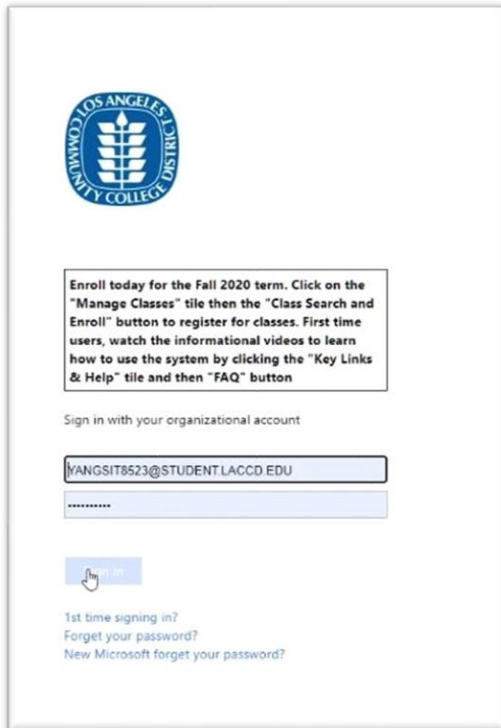 LOS ANGELES COMMUNITY COLLEGE DISTRICT
Enroll today for the Fall 2020 term. Click on the
"Manage Classes" tile then the "Class Search and
Enroll" button to register for classes. First time
users, watch the informational videos to learn
how to use the system by clicking the "Key Links
& Help" tile and then "FAQ" button
Sign in with your organizational account
YANGSIT8523@STUDENT.LACCD.EDU
••••••••••
Sign in
1st time signing in?
Forget your password?
New Microsoft forget your password?